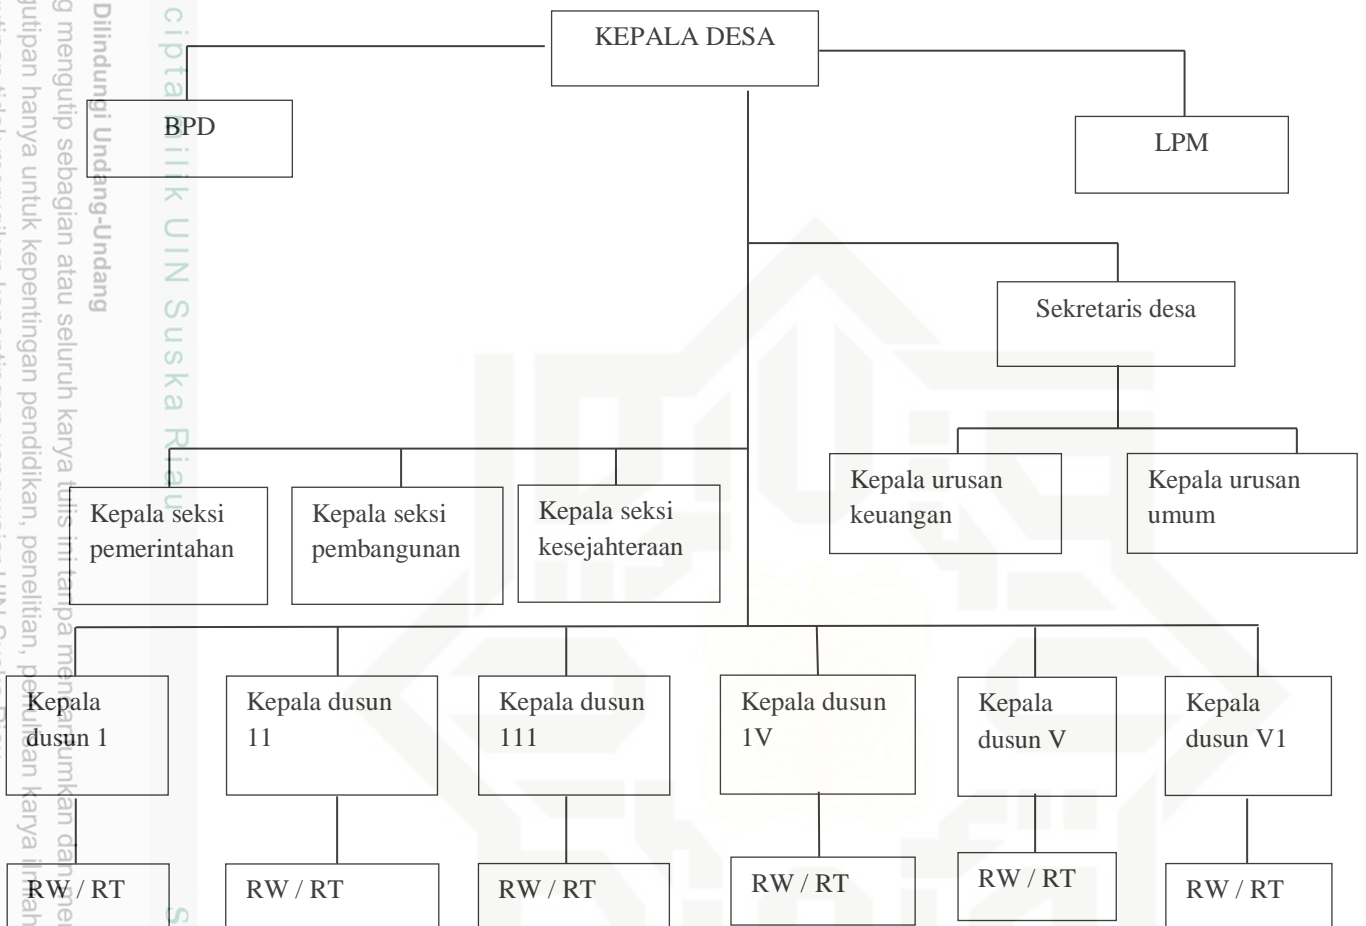 KEPALA DESA
BPD
LPM
Sekretaris desa
Kepala urusan
keuangan
Kepala urusan
umum
Kepala seksi
pemerintahan
Kepala seksi
pembangunan
Kepala seksi
kesejahteraan
Kepala
dusun 1
Kepala dusun
11
Kepala dusun
111
Kepala dusun
1V
Kepala
dusun V
Kepala
dusun V1
RW / RT
RW / RT
RW / RT
RW / RT
RW / RT
RW / RT
cipta milik UIN Suska Riau
S
Dilindungi Undang-Undang
mengutip sebagian atau seluruh karya tulis ini tanpa mencantumkan dan
hanya untuk kepentingan pendidikan, penelitian, penulisan karya ilmiah